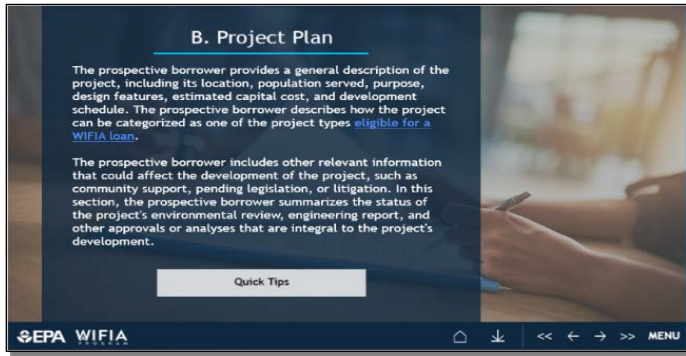 B. Project Plan
The prospective borrower provides a general description of the
project, including its location, population served, purpose,
design features, estimated capital cost, and development
schedule. The prospective borrower describes how the project
can be categorized as one of the project types eligible for a
WIFIA loan.
The prospective borrower includes other relevant information
that could affect the development of the project, such as
community support, pending legislation, or litigation. In this
section, the prospective borrower summarizes the status of
the project's environmental review, engineering report, and
other approvals or analyses that are integral to the project's
development.
Quick Tips
EPA WIFIA
PROGRAM
<< ← → >> MENU